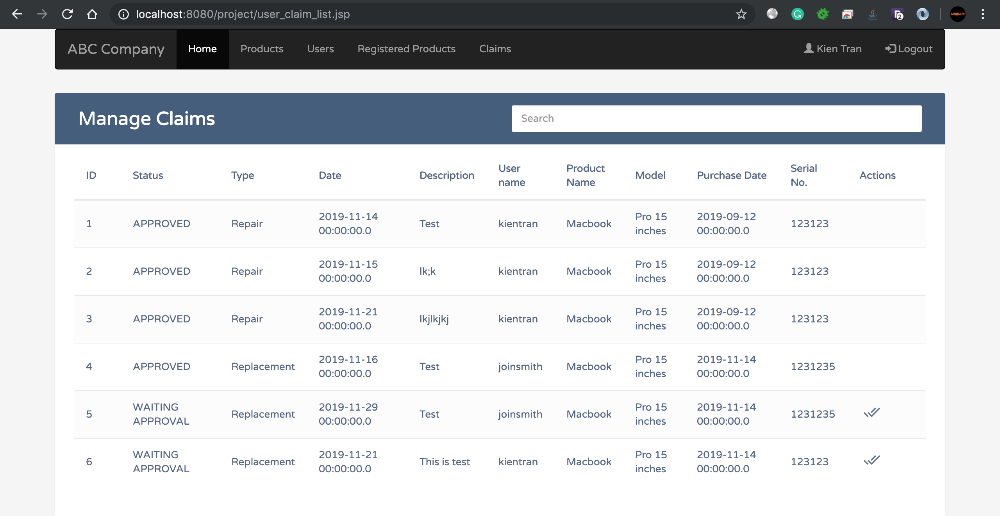 localhost:8080/project/user_claim_list.jsp
2
ABC Company Home Products Users Registered Products Claims Kien Tran Logout
Manage Claims
Search
ID Status Type Date Description User name Product Name Model Purchase Date Serial No. Actions
1 APPROVED Repair 2019-11-14 00:00:00.0 Test kientran Macbook Pro 15 inches 2019-09-12 00:00:00.0 123123
2 APPROVED Repair 2019-11-15 00:00:00.0 lk;k kientran Macbook Pro 15 inches 2019-09-12 00:00:00.0 123123
3 APPROVED Repair 2019-11-21 00:00:00.0 lkjlkjkj kientran Macbook Pro 15 inches 2019-09-12 00:00:00.0 123123
4 APPROVED Replacement 2019-11-16 00:00:00.0 Test joinsmith Macbook Pro 15 inches 2019-11-14 00:00:00.0 1231235
5 WAITING APPROVAL Replacement 2019-11-29 00:00:00.0 Test joinsmith Macbook Pro 15 inches 2019-11-14 00:00:00.0 1231235
6 WAITING APPROVAL Replacement 2019-11-21 00:00:00.0 This is test kientran Macbook Pro 15 inches 2019-11-14 00:00:00.0 123123